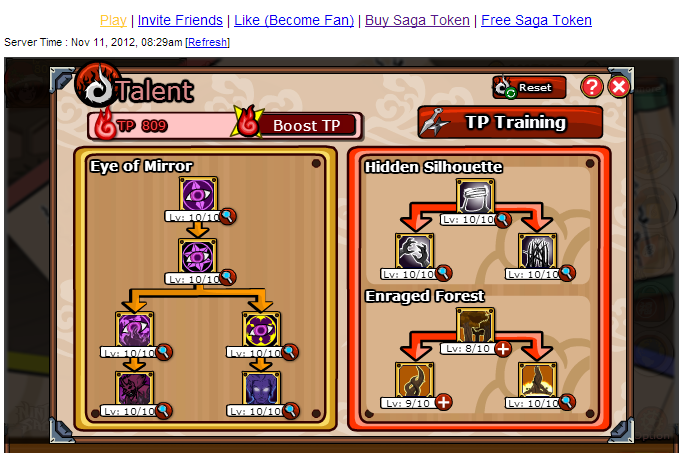 Play | Invite Friends | Like (Become Fan) | Buy Saga Token | Free Saga Token
Server Time : Nov 11, 2012, 08:29am [Refresh]
Talent
Reset
?
TP 809
Boost TP
TP Training
Eye of Mirror
Lv: 10/10
Lv: 10/10
Lv: 10/10
Lv: 10/10
Lv: 10/10
Lv: 10/10
Hidden Silhouette
Lv: 10/10
Lv: 10/10
Lv: 10/10
Enraged Forest
Lv: 8/10
Lv: 9/10
Lv: 10/10